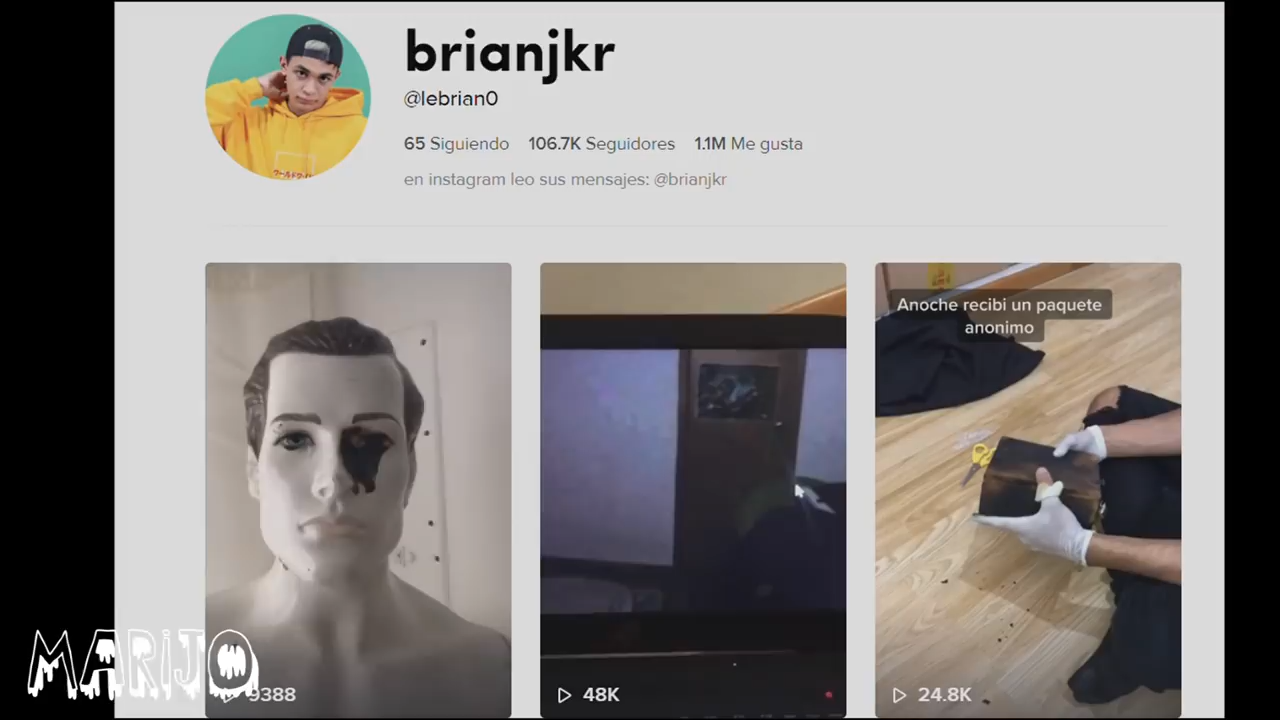 brianjkr
@lebrian0
65 Siguiendo 106.7K Seguidores 1.1M Me gusta
en instagram leo sus mensajes: @brianjkr
Anoche recibi un paquete
anonimo
MARIJO
9388
48K
24.8K